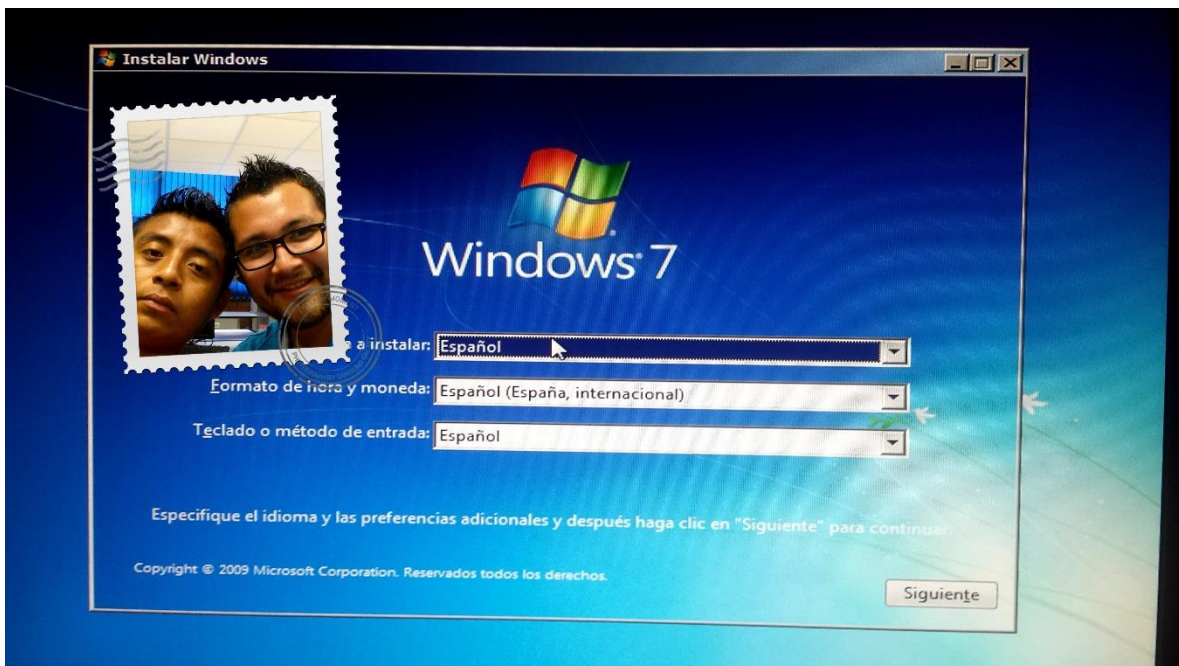 Instalar Windows
Windows 7
a instalar: Español
Formato de hora y moneda: Español (España, internacional)
Teclado o método de entrada: Español
Especifique el idioma y las preferencias adicionales y después haga clic en "Siguiente" para continuar.
Copyright © 2009 Microsoft Corporation. Reservados todos los derechos.
Siguiente